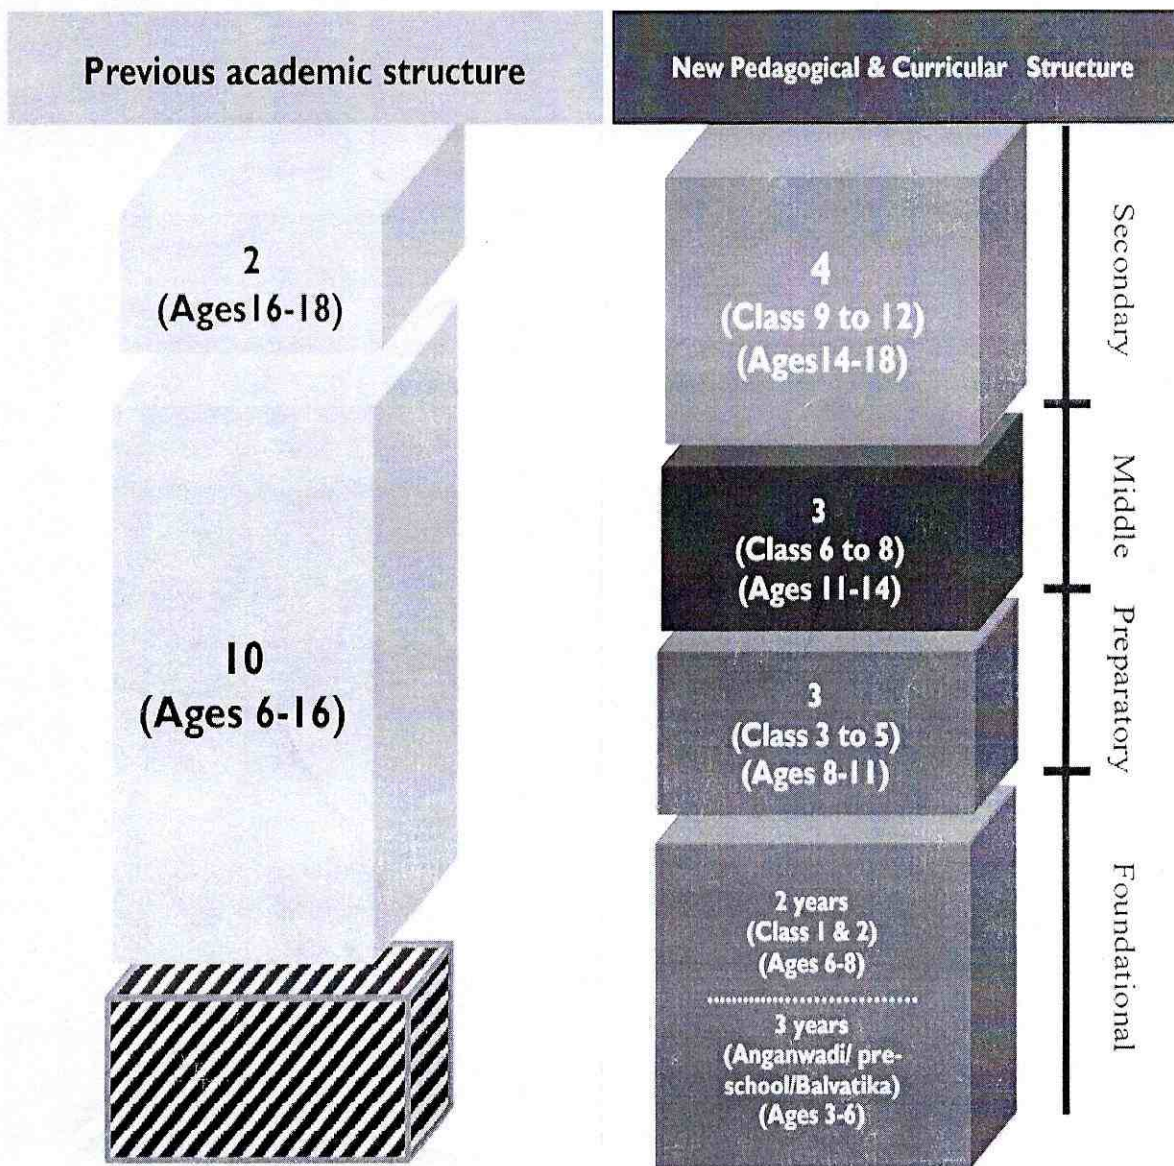 Previous academic structure
2
(Ages16-18)
10
(Ages 6-16)
New Pedagogical & Curricular Structure
4
(Class 9 to 12)
(Ages14-18)
3
(Class 6 to 8)
(Ages 11-14)
3
(Class 3 to 5)
(Ages 8-11)
2 years
(Class 1 & 2)
(Ages 6-8)
3 years
(Anganwadi/ pre-
school/Balvatika)
(Ages 3-6)
Secondary
Middle
Preparatory
Foundational